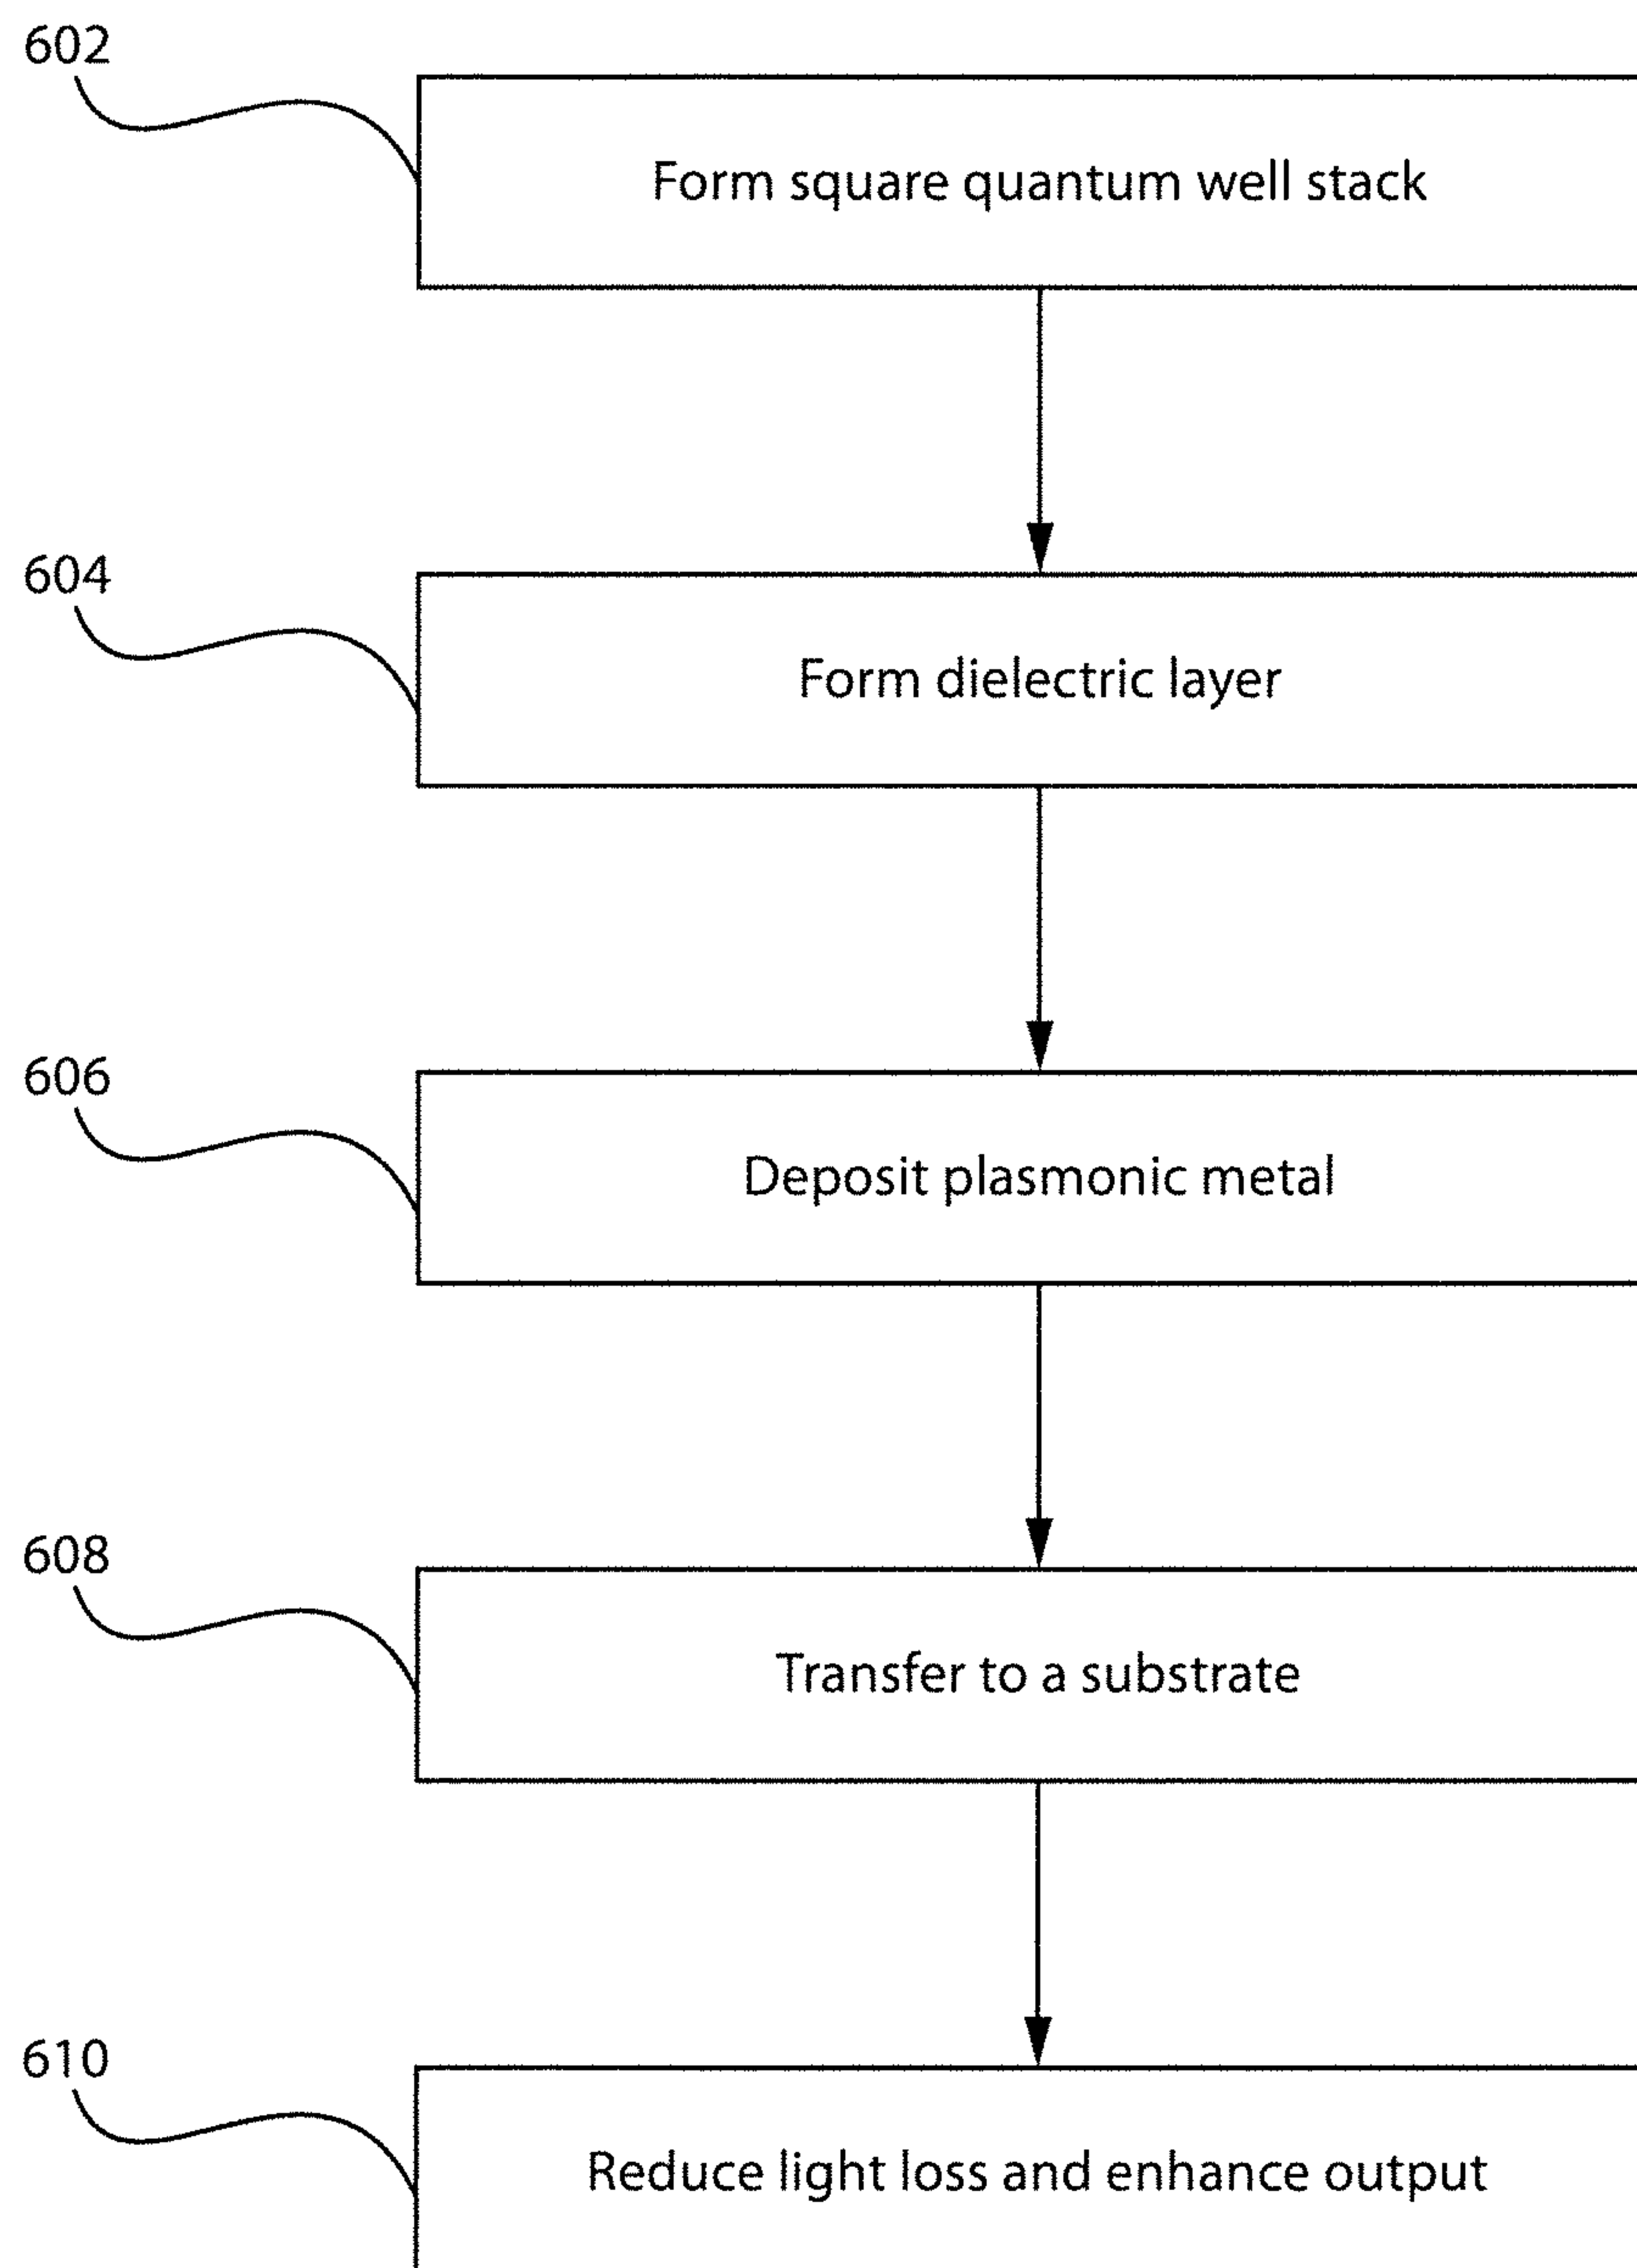 602
Form square quantum well stack
604
Form dielectric layer
606
Deposit plasmonic metal
608
Transfer to a substrate
610
Reduce light loss and enhance output